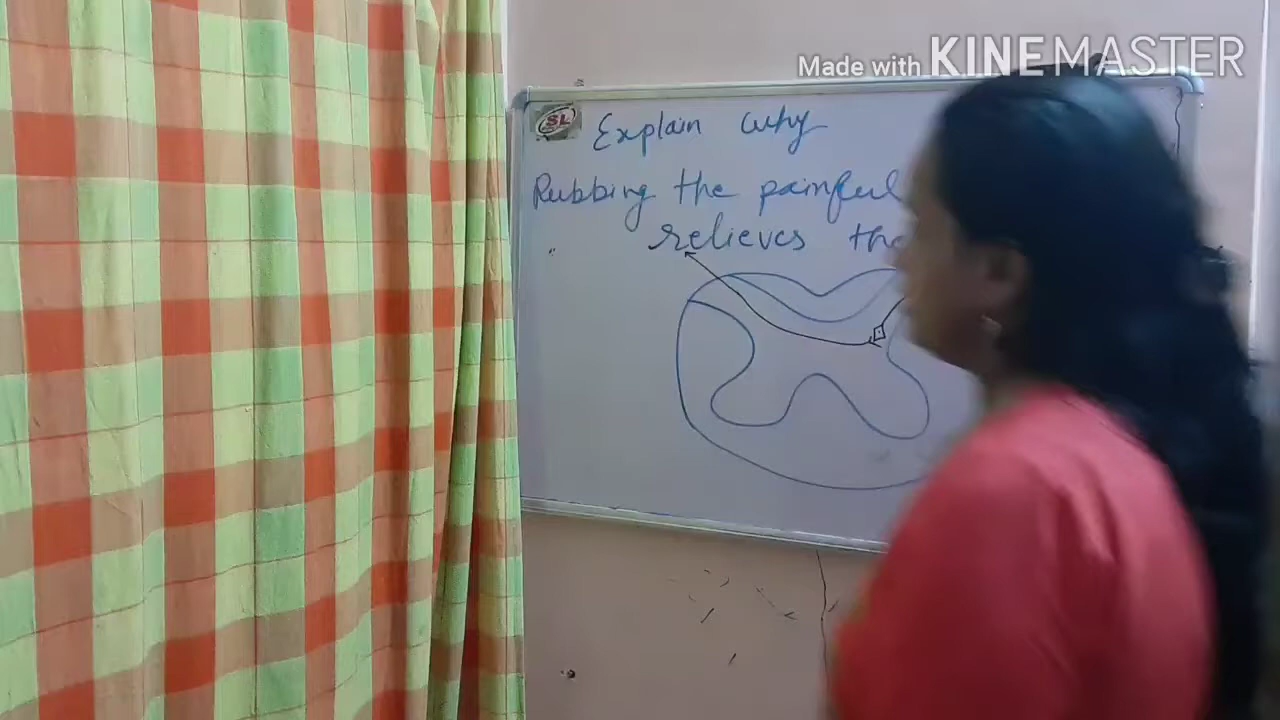 Made with KINEMASTER
SL
Explain why
Rubbing the painful
relieves the